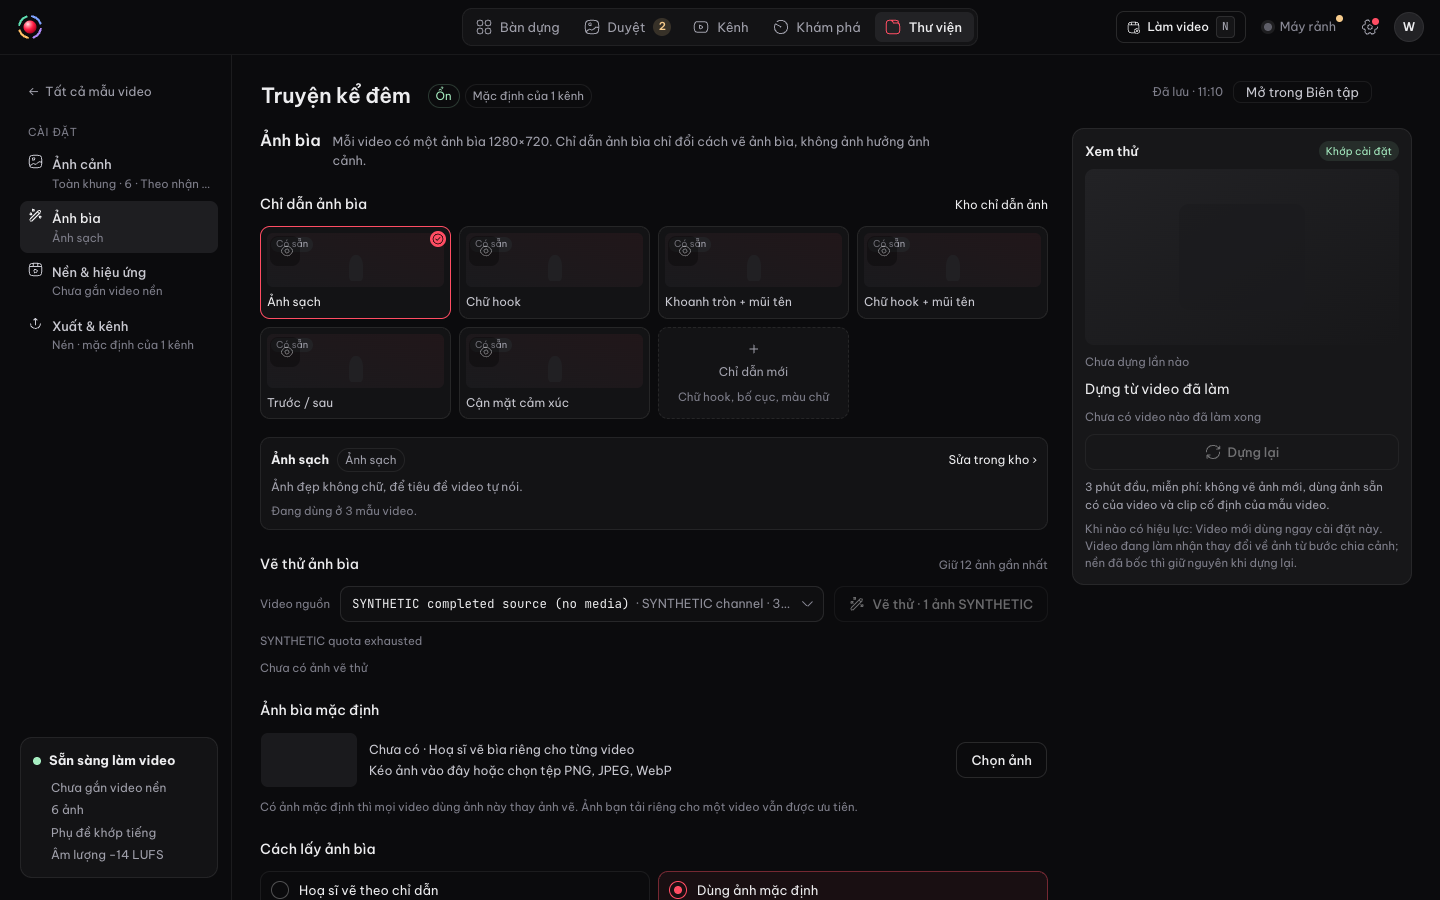 Bàn dựng
Duyệt 2
Kênh
Khám phá
Thư viện
Làm video N
Máy rảnh
W
← Tất cả mẫu video
CÀI ĐẶT
Ảnh cảnh
Toàn khung · 6 · Theo nhận ...
Ảnh bìa
Ảnh sạch
Nền & hiệu ứng
Chưa gắn video nền
Xuất & kênh
Nén · mặc định của 1 kênh
Sẵn sàng làm video
Chưa gắn video nền
6 ảnh
Phụ đề khớp tiếng
Âm lượng -14 LUFS
Truyện kể đêm
Ổn
Mặc định của 1 kênh
Đã lưu · 11:10
Mở trong Biên tập
Ảnh bìa
Mỗi video có một ảnh bìa 1280×720. Chỉ dẫn ảnh bìa chỉ đổi cách vẽ ảnh bìa, không ảnh hưởng ảnh
cảnh.
Chỉ dẫn ảnh bìa
Kho chỉ dẫn ảnh
Có sẵn
Ảnh sạch
Có sẵn
Chữ hook
Có sẵn
Khoanh tròn + mũi tên
Có sẵn
Chữ hook + mũi tên
Có sẵn
Trước / sau
Có sẵn
Cận mặt cảm xúc
+
Chỉ dẫn mới
Chữ hook, bố cục, màu chữ
Ảnh sạch
Ảnh sạch
Sửa trong kho ›
Ảnh đẹp không chữ, để tiêu đề video tự nói.
Đang dùng ở 3 mẫu video.
Vẽ thử ảnh bìa
Giữ 12 ảnh gần nhất
Video nguồn
SYNTHETIC completed source (no media) · SYNTHETIC channel · 3...
Vẽ thử · 1 ảnh SYNTHETIC
SYNTHETIC quota exhausted
Chưa có ảnh vẽ thử
Ảnh bìa mặc định
Chưa có · Hoạ sĩ vẽ bìa riêng cho từng video
Kéo ảnh vào đây hoặc chọn tệp PNG, JPEG, WebP
Chọn ảnh
Có ảnh mặc định thì mọi video dùng ảnh này thay ảnh vẽ. Ảnh bạn tải riêng cho một video vẫn được ưu tiên.
Cách lấy ảnh bìa
Hoạ sĩ vẽ theo chỉ dẫn
Dùng ảnh mặc định
Xem thử
Khớp cài đặt
Chưa dựng lần nào
Dựng từ video đã làm
Chưa có video nào đã làm xong
Dựng lại
3 phút đầu, miễn phí: không vẽ ảnh mới, dùng ảnh sẵn
có của video và clip cố định của mẫu video.
Khi nào có hiệu lực: Video mới dùng ngay cài đặt này.
Video đang làm nhận thay đổi về ảnh từ bước chia cảnh;
nền đã bốc thì giữ nguyên khi dựng lại.